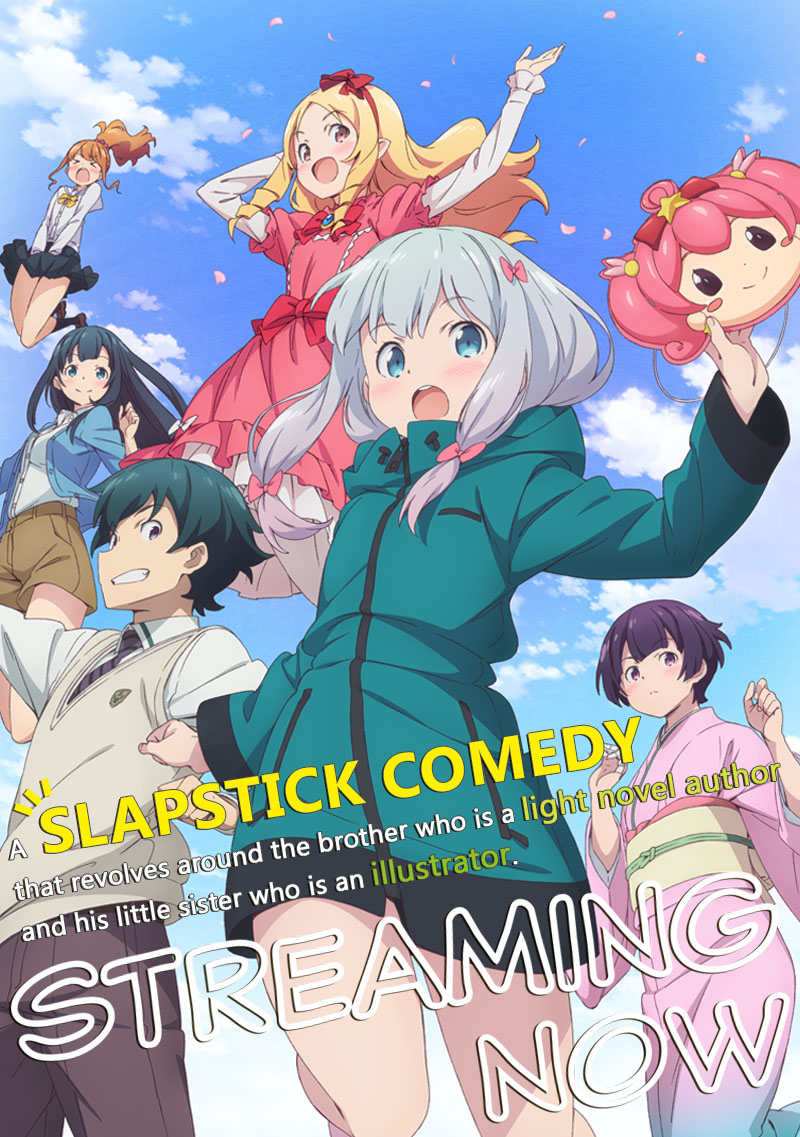 A SLAPSTICK COMEDY
that revolves around the brother who is a light novel author
and his little sister who is an illustrator.
STREAMING
NOW